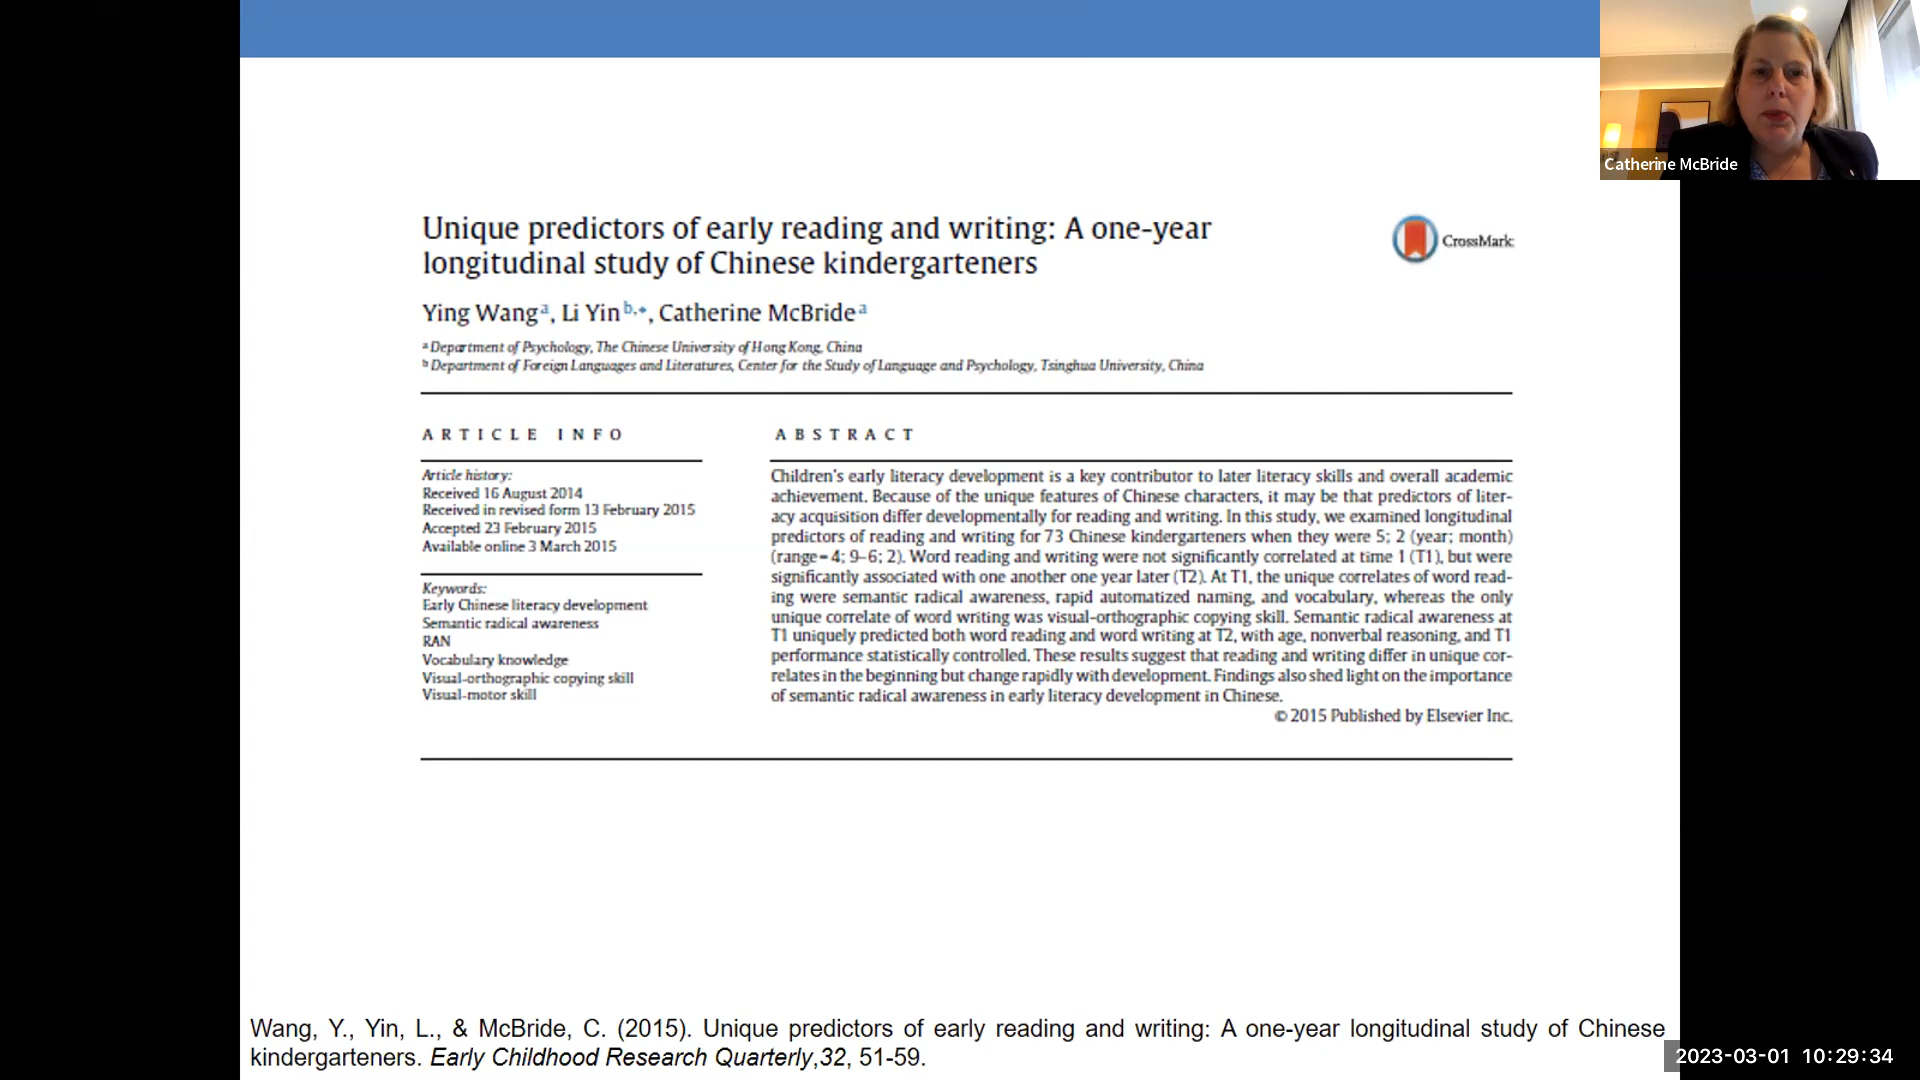 Catherine McBride
Unique predictors of early reading and writing: A one-year
longitudinal study of Chinese kindergarteners
CrossMark
Ying Wang a, Li Yin b,*, Catherine McBride a
a Department of Psychology, The Chinese University of Hong Kong, China
b Department of Foreign Languages and Literatures, Center for the Study of Language and Psychology, Tsinghua University, China
ARTICLE INFO
Article history:
Received 16 August 2014
Received in revised form 13 February 2015
Accepted 23 February 2015
Available online 3 March 2015
Keywords:
Early Chinese literacy development
Semantic radical awareness
RAN
Vocabulary knowledge
Visual-orthographic copying skill
Visual-motor skill
ABSTRACT
Children's early literacy development is a key contributor to later literacy skills and overall academic
achievement. Because of the unique features of Chinese characters, it may be that predictors of liter-
acy acquisition differ developmentally for reading and writing. In this study, we examined longitudinal
predictors of reading and writing for 73 Chinese kindergarteners when they were 5; 2 (year; month)
(range = 4; 9–6; 2). Word reading and writing were not significantly correlated at time 1 (T1), but were
significantly associated with one another one year later (T2). At T1, the unique correlates of word read-
ing were semantic radical awareness, rapid automatized naming, and vocabulary, whereas the only
unique correlate of word writing was visual-orthographic copying skill. Semantic radical awareness at
T1 uniquely predicted both word reading and word writing at T2, with age, nonverbal reasoning, and T1
performance statistically controlled. These results suggest that reading and writing differ in unique cor-
relates in the beginning but change rapidly with development. Findings also shed light on the importance
of semantic radical awareness in early literacy development in Chinese.
© 2015 Published by Elsevier Inc.
Wang, Y., Yin, L., & McBride, C. (2015). Unique predictors of early reading and writing: A one-year longitudinal study of Chinese
kindergarteners. Early Childhood Research Quarterly,32, 51-59.
2023-03-01 10:29:34